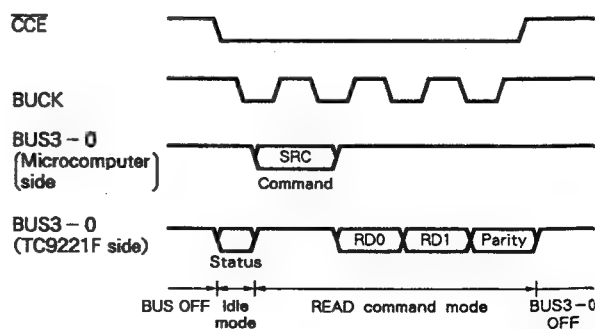 CCE
BUCK
BUS3-0
(Microcomputer
side)
SRC
Command
BUS3-0
(TC9221F side)
RD0 RD1 Parity
Status
BUS OFF Idle mode READ command mode BUS3-0 OFF